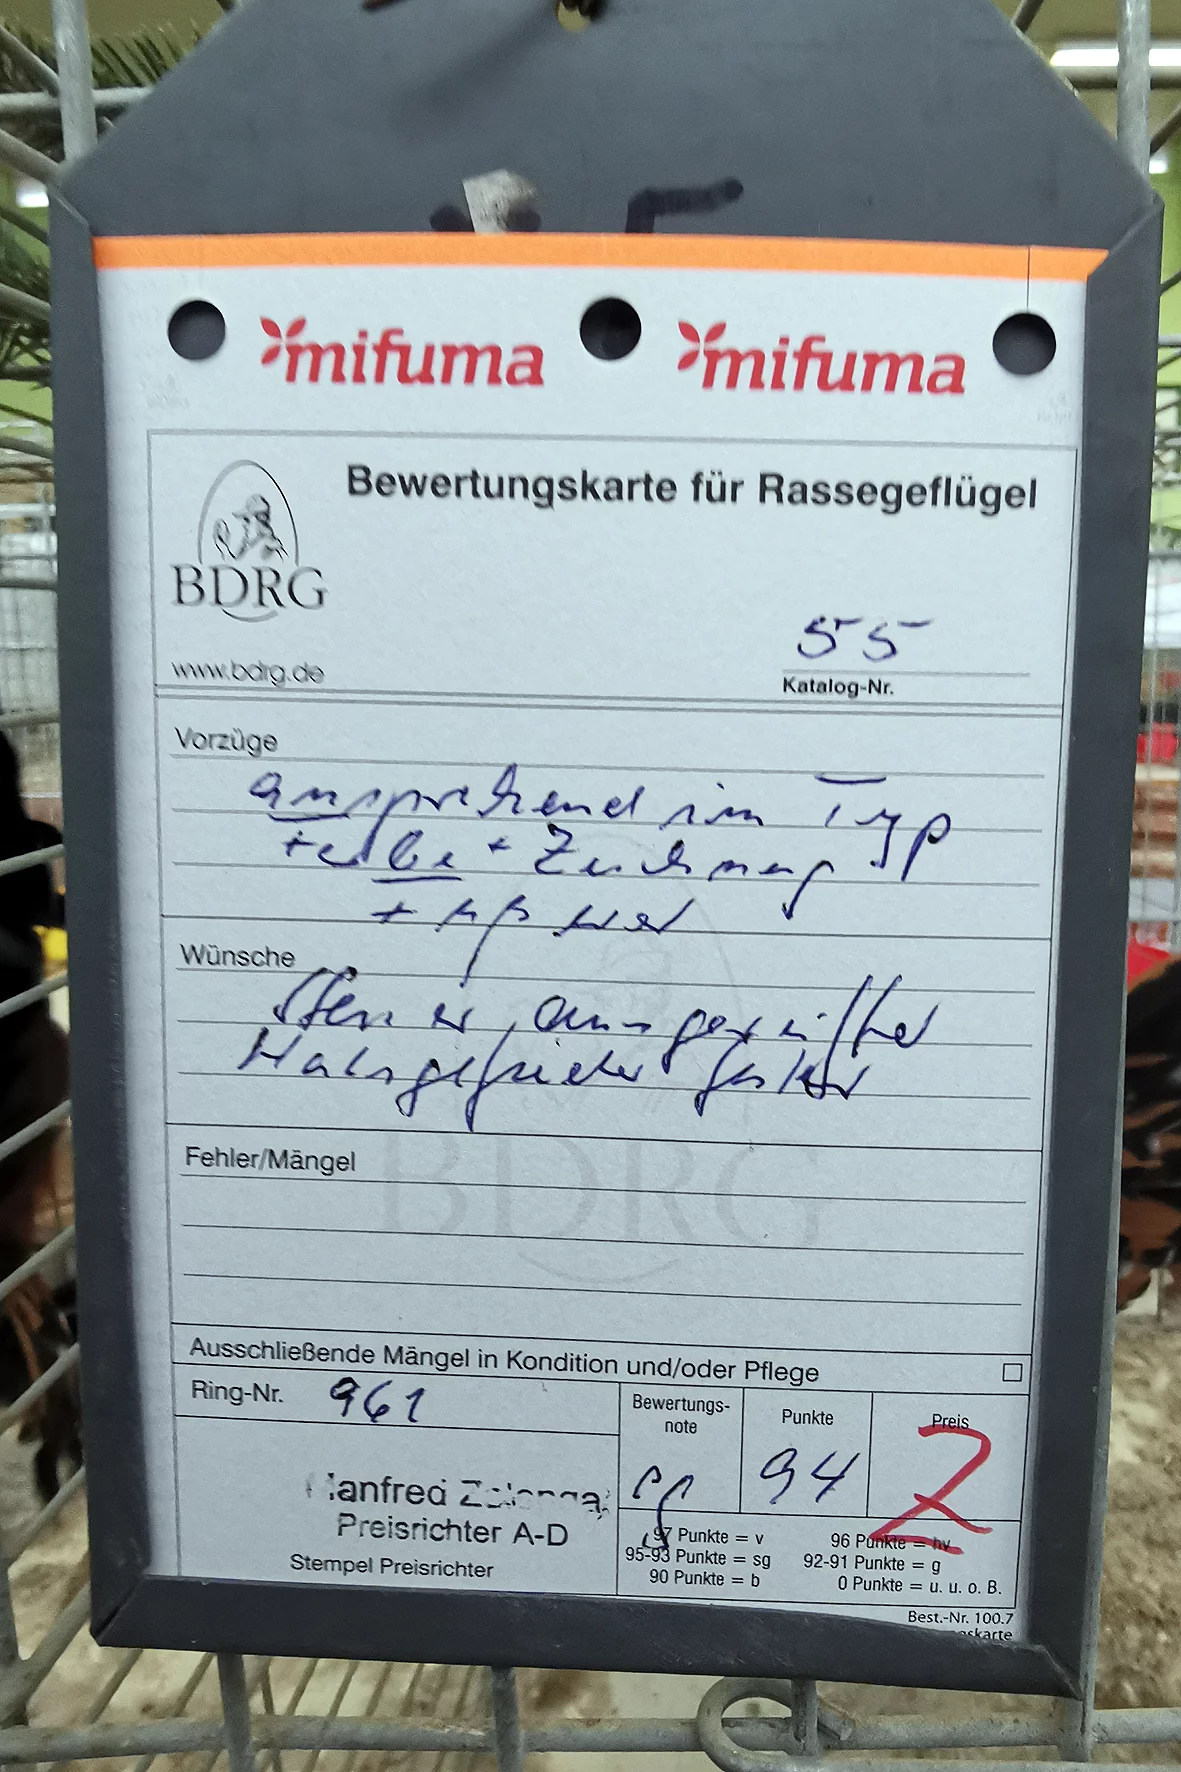 mifuma mifuma
Bewertungskarte für Rassegeflügel
BDRG
www.bdrg.de
55
Katalog-Nr.
Vorzüge
ansprechend im Typ
+ Zeichnung
+
Wünsche
Halsgefieder
Fehler/Mängel
BDRG
Ausschließende Mängel in Kondition und/oder Pflege
Ring-Nr. 961
Bewertungs-
note
sg
Punkte
94
Preis
Z
Manfred
Preisrichter A-D
Stempel Preisrichter
97 Punkte = v 96 Punkte = hv
95-93 Punkte = sg 92-91 Punkte = g
90 Punkte = b 0 Punkte = u. u. o. B.
Best.-Nr. 100.7